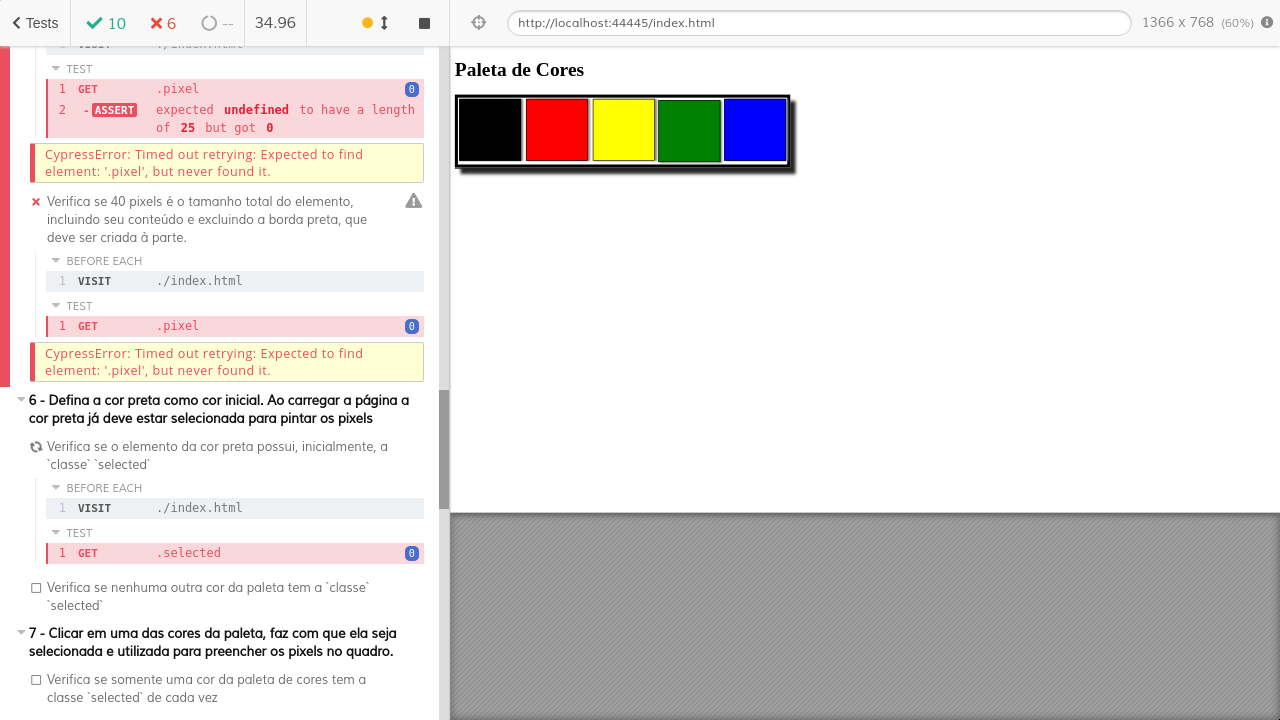 Tests 10 6 -- 34.96
http://localhost:44445/index.html 1366 x 768 (60%)
TEST
1 GET .pixel 0
2 -ASSERT expected undefined to have a length
of 25 but got 0
CypressError: Timed out retrying: Expected to find
element: '.pixel', but never found it.
Verifica se 40 pixels é o tamanho total do elemento,
incluindo seu conteúdo e excluindo a borda preta, que
deve ser criada à parte.
BEFORE EACH
1 VISIT ./index.html
TEST
1 GET .pixel 0
CypressError: Timed out retrying: Expected to find
element: '.pixel', but never found it.
6 - Defina a cor preta como cor inicial. Ao carregar a página a
cor preta já deve estar selecionada para pintar os pixels
Verifica se o elemento da cor preta possui, inicialmente, a
`classe` `selected`
BEFORE EACH
1 VISIT ./index.html
TEST
1 GET .selected 0
Verifica se nenhuma outra cor da paleta tem a `classe`
`selected`
7 - Clicar em uma das cores da paleta, faz com que ela seja
selecionada e utilizada para preencher os pixels no quadro.
Verifica se somente uma cor da paleta de cores tem a
classe `selected` de cada vez
Paleta de Cores